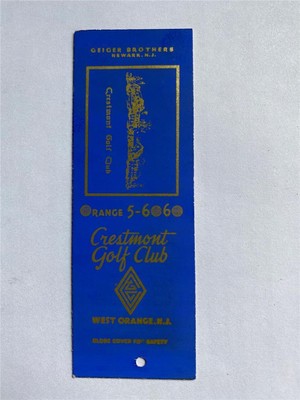 GEIGER BROTHERS
NEWARK, N.J.
Crestmont Golf Club
ORANGE 5-6060
Crestmont
Golf Club
WEST ORANGE, N.J.
CLOSE COVER FOR SAFETY